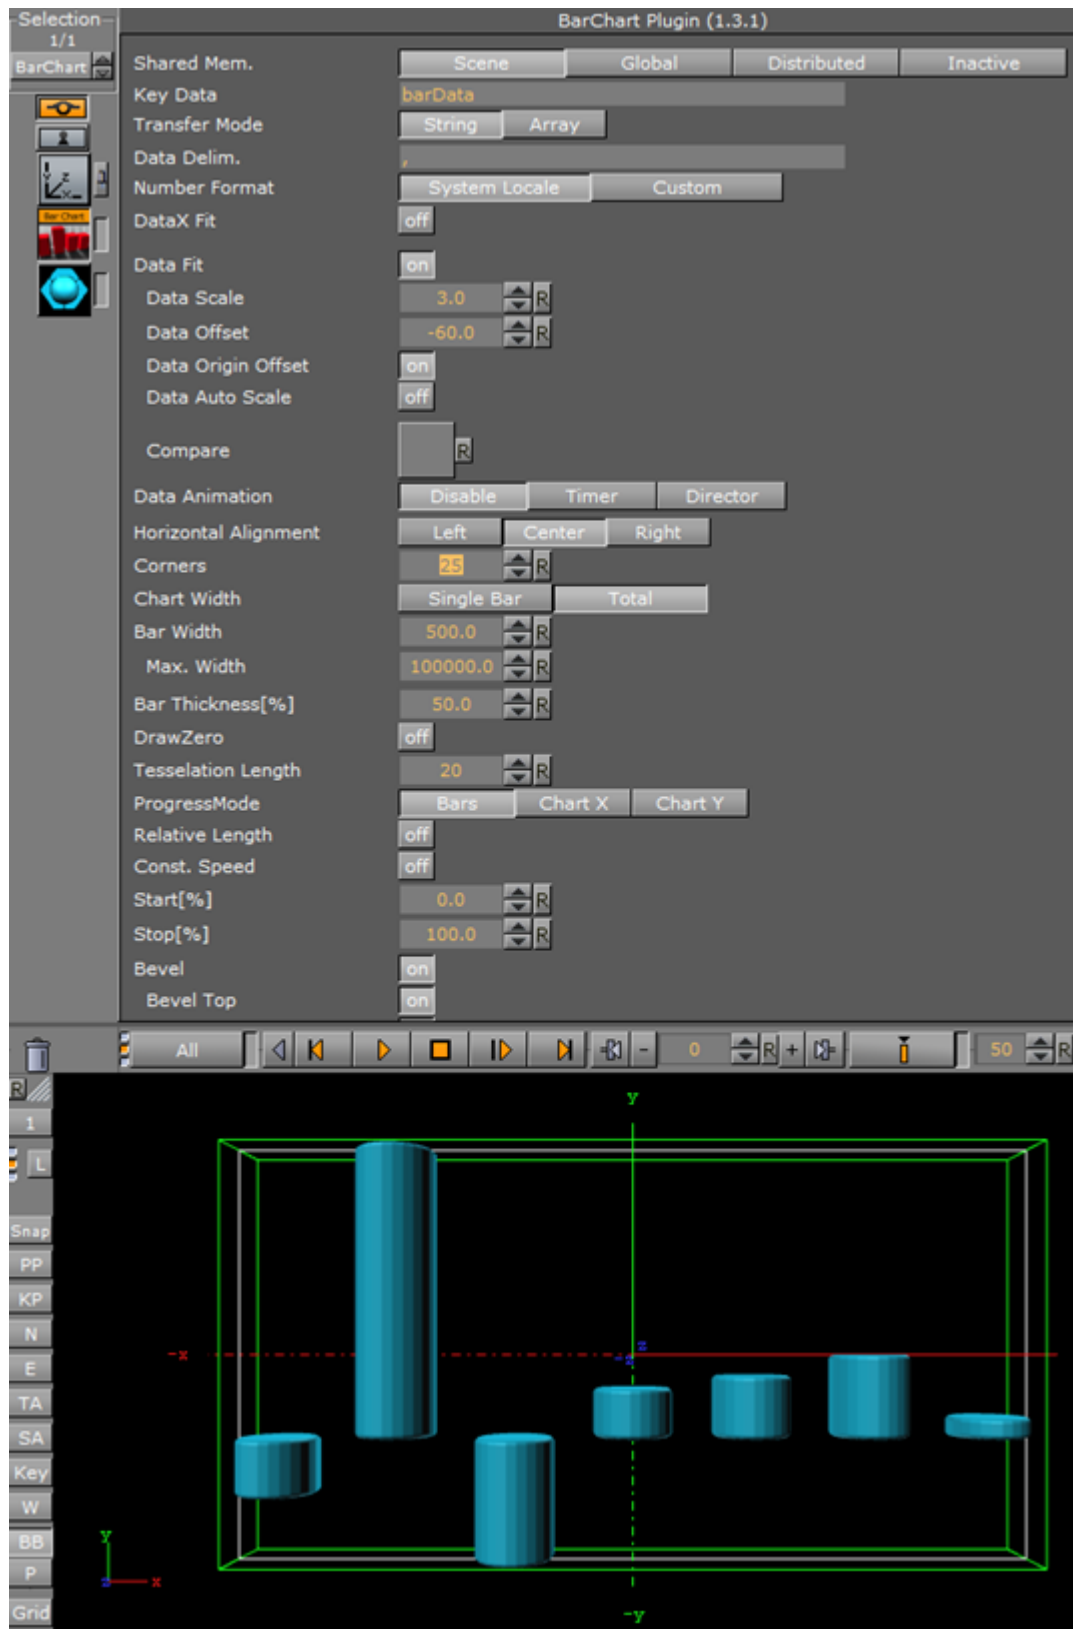 Selection
BarChart Plugin (1.3.1)
1/1
BarChart
Shared Mem. Scene Global Distributed Inactive
Key Data barData
Transfer Mode String Array
Data Delim. ,
Number Format System Locale Custom
Bar Chart
DataX Fit off
Data Fit on
Data Scale 3.0 R
Data Offset -60.0 R
Data Origin Offset on
Data Auto Scale off
Compare R
Data Animation Disable Timer Director
Horizontal Alignment Left Center Right
Corners 25 R
Chart Width Single Bar Total
Bar Width 500.0 R
Max. Width 100000.0 R
Bar Thickness[%] 50.0 R
DrawZero off
Tesselation Length 20 R
ProgressMode Bars Chart X Chart Y
Relative Length off
Const. Speed off
Start[%] 0.0 R
Stop[%] 100.0 R
Bevel on
Bevel Top on
All - 0 R + 50 R
R
1
L
Snap
PP
KP
N
E
TA
SA
Key
W
BB
P
Grid
y
-x
z
-z
-y
y
z x